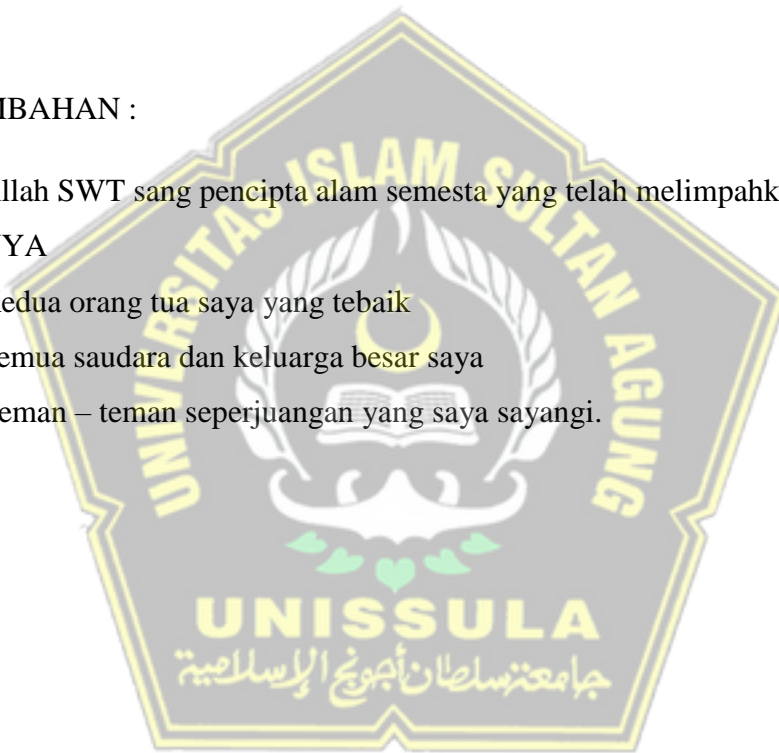 MBAHAN :
llah SWT sang pencipta alam semesta yang telah melimpahk
YA
edua orang tua saya yang tebaik
emua saudara dan keluarga besar saya
eman – teman seperjuangan yang saya sayangi.
UNIVERSITAS ISLAM SULTAN AGUNG
UNISSULA
جامعة سلطان أجونج الإسلامية